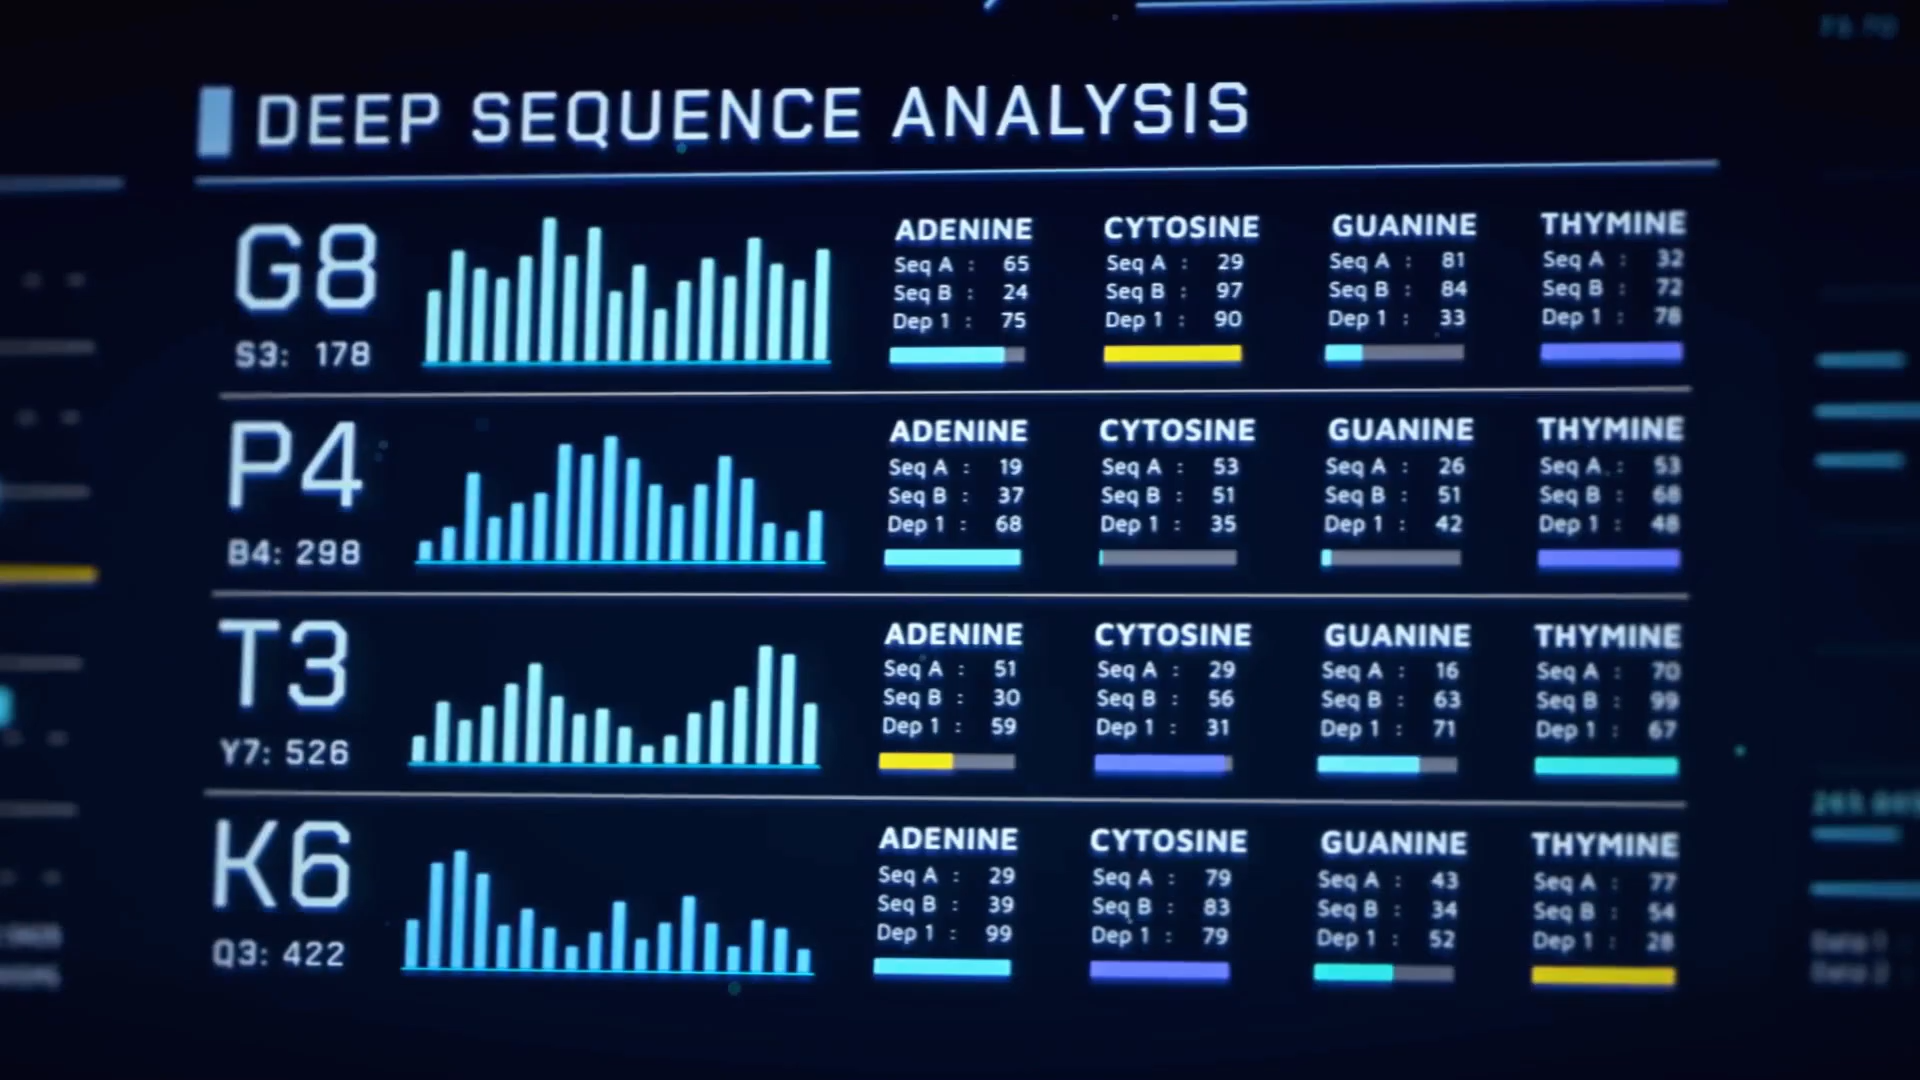 DEEP SEQUENCE ANALYSIS
G8
S3: 178
ADENINE
Seq A : 65
Seq B : 24
Dep 1 : 75
CYTOSINE
Seq A : 29
Seq B : 97
Dep 1 : 90
GUANINE
Seq A : 81
Seq B : 84
Dep 1 : 33
THYMINE
Seq A : 32
Seq B : 72
Dep 1 : 78
P4
B4: 298
ADENINE
Seq A : 19
Seq B : 37
Dep 1 : 68
CYTOSINE
Seq A : 53
Seq B : 51
Dep 1 : 35
GUANINE
Seq A : 26
Seq B : 51
Dep 1 : 42
THYMINE
Seq A : 53
Seq B : 68
Dep 1 : 48
T3
Y7: 526
ADENINE
Seq A : 51
Seq B : 30
Dep 1 : 59
CYTOSINE
Seq A : 29
Seq B : 56
Dep 1 : 31
GUANINE
Seq A : 16
Seq B : 63
Dep 1 : 71
THYMINE
Seq A : 70
Seq B : 99
Dep 1 : 67
K6
Q3: 422
ADENINE
Seq A : 29
Seq B : 39
Dep 1 : 99
CYTOSINE
Seq A : 79
Seq B : 83
Dep 1 : 79
GUANINE
Seq A : 43
Seq B : 34
Dep 1 : 52
THYMINE
Seq A : 77
Seq B : 54
Dep 1 : 28